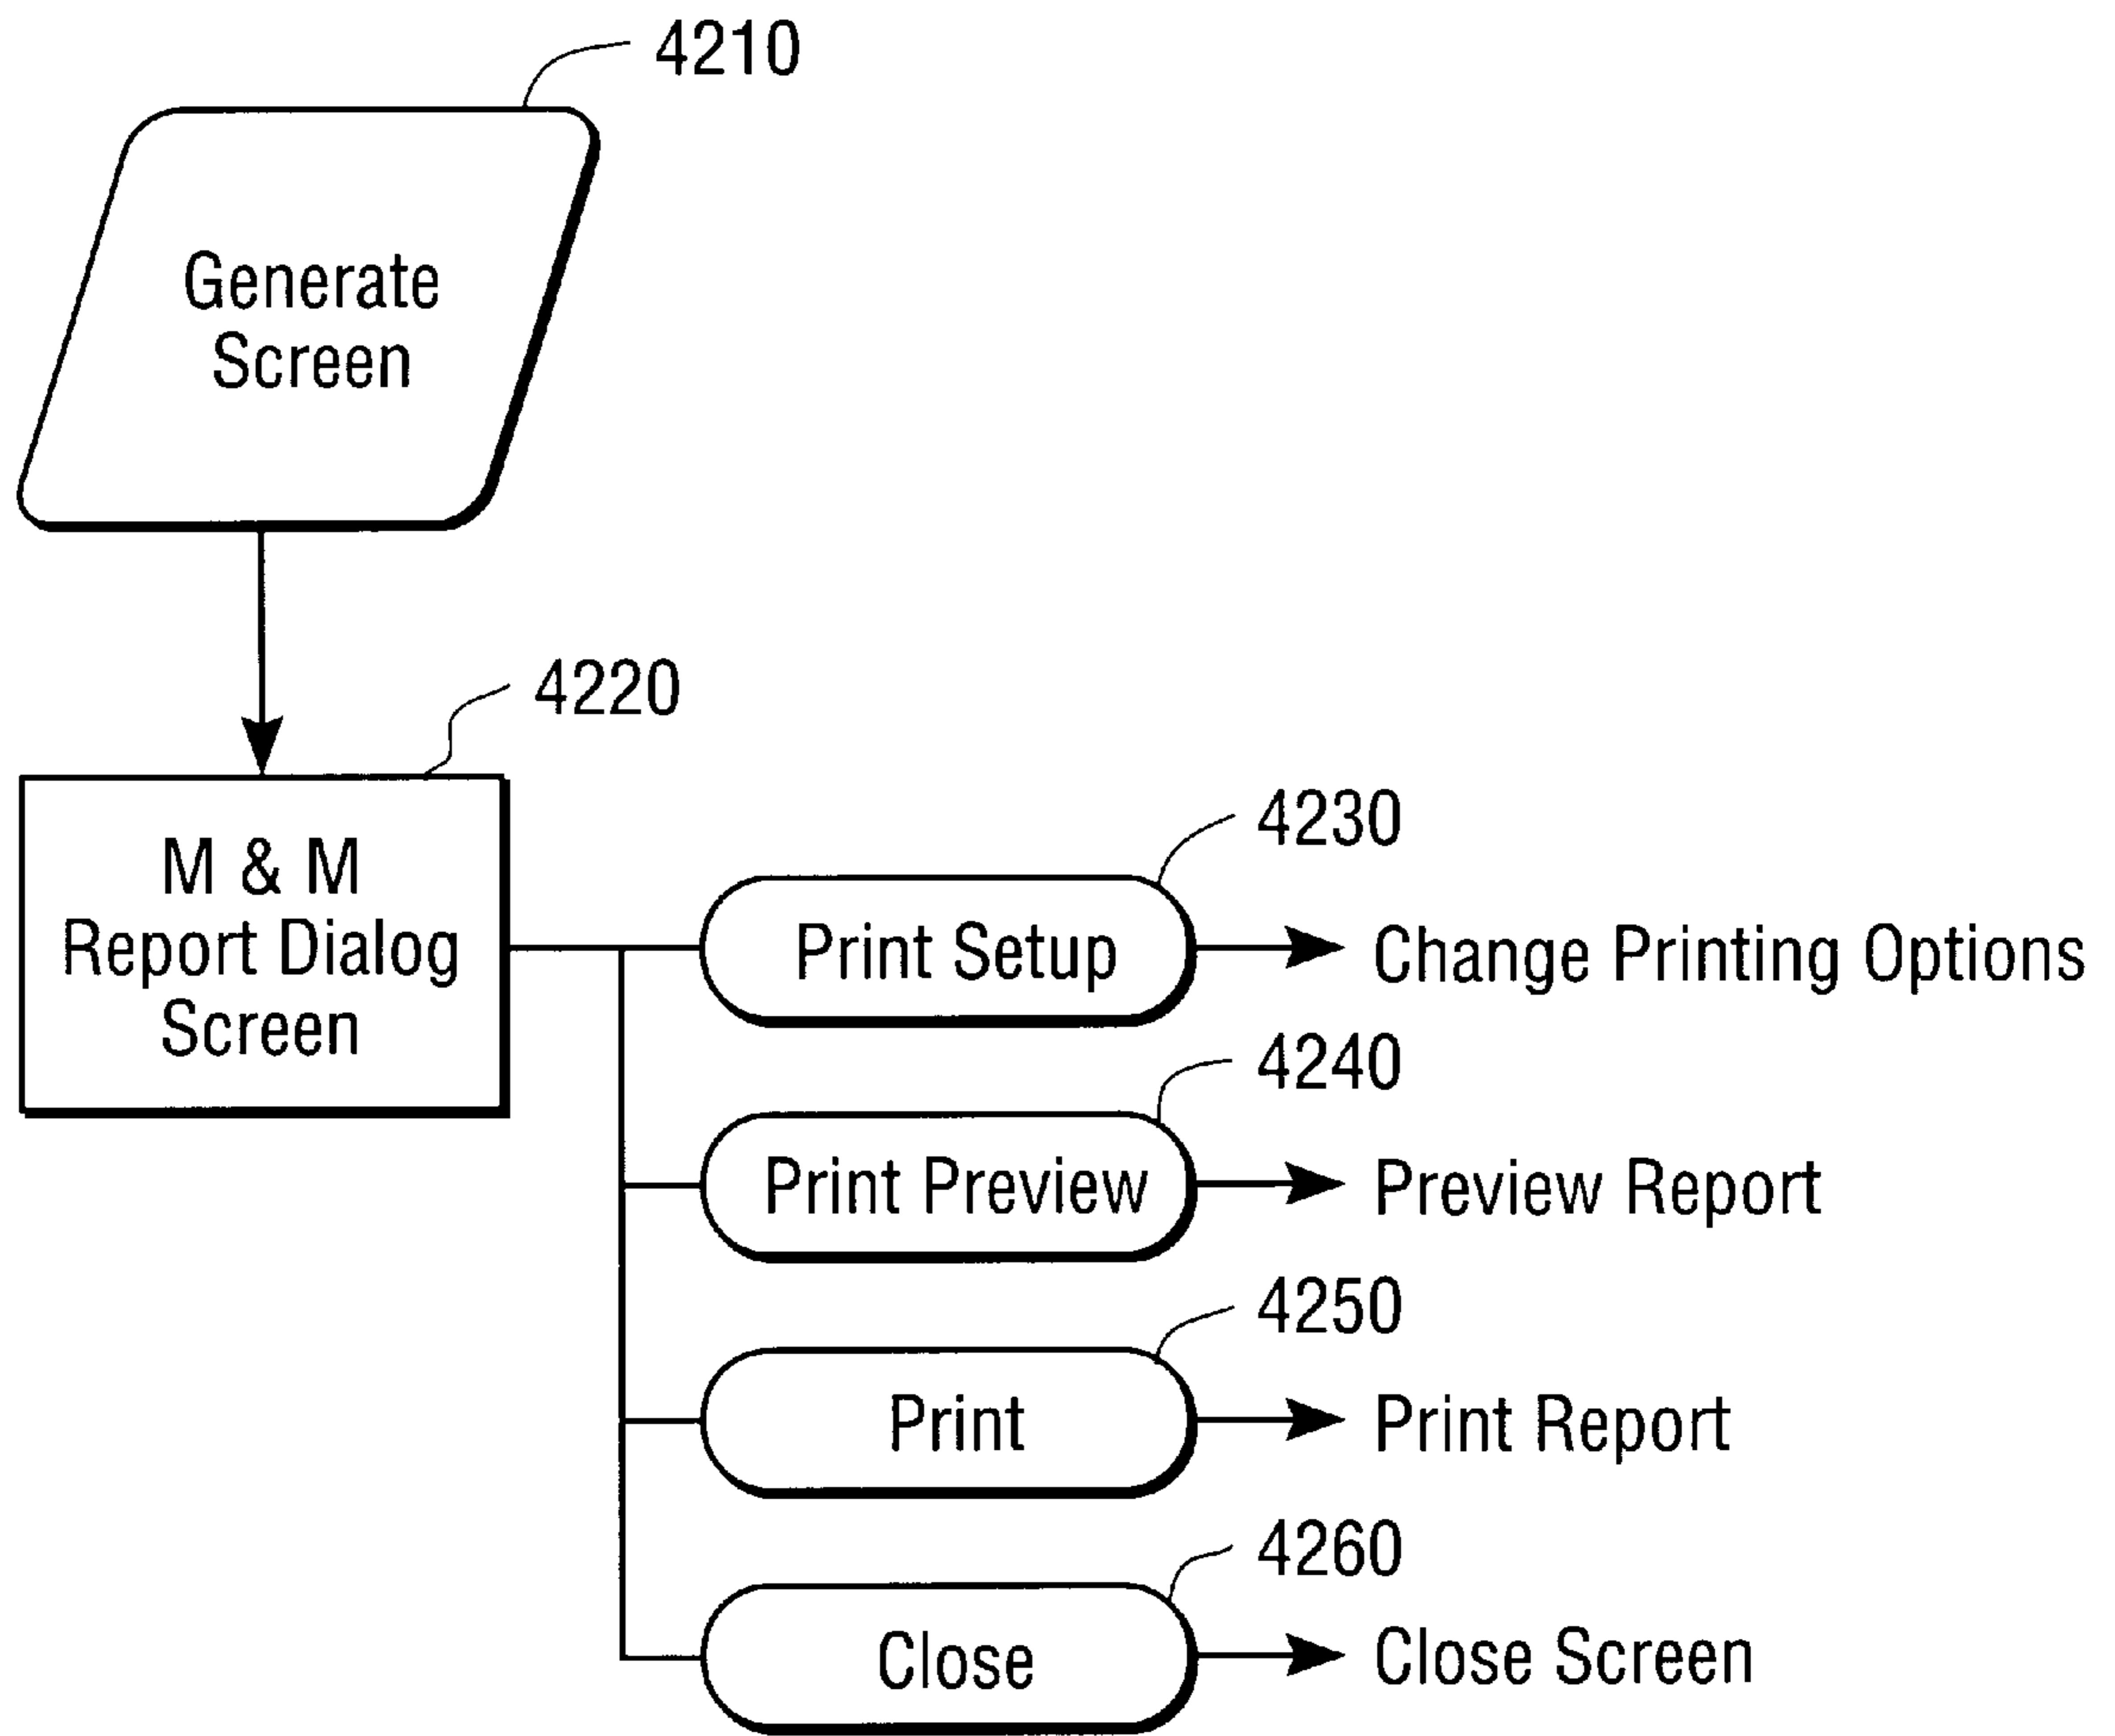 4210
Generate
Screen
4220
M & M
Report Dialog
Screen
4230
Print Setup
Change Printing Options
4240
Print Preview
Preview Report
4250
Print
Print Report
4260
Close
Close Screen